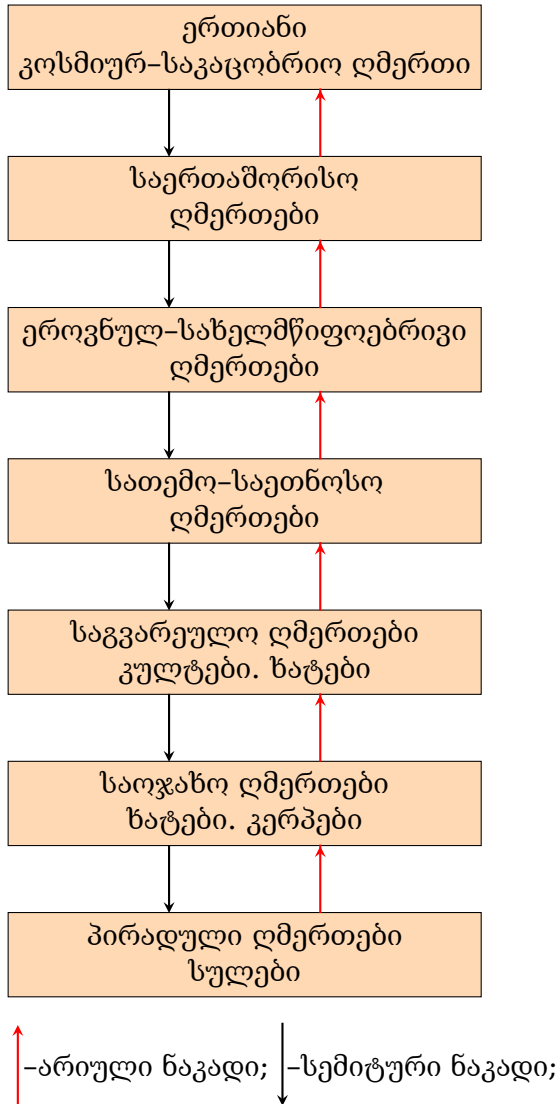 ერთიანი
კოსმიურ–საკაცობრიო ღმერთი
საერთაშორისო
ღმერთები
ეროვნულ–სახელმწიფოებრივი
ღმერთები
სათემო–საეთნოსო
ღმერთები
საგვარეულო ღმერთები
კულტები. ხატები
საოჯახო ღმერთები
ხატები. კერპები
პირადული ღმერთები
სულები
–არიული ნაკადი; –სემიტური ნაკადი;